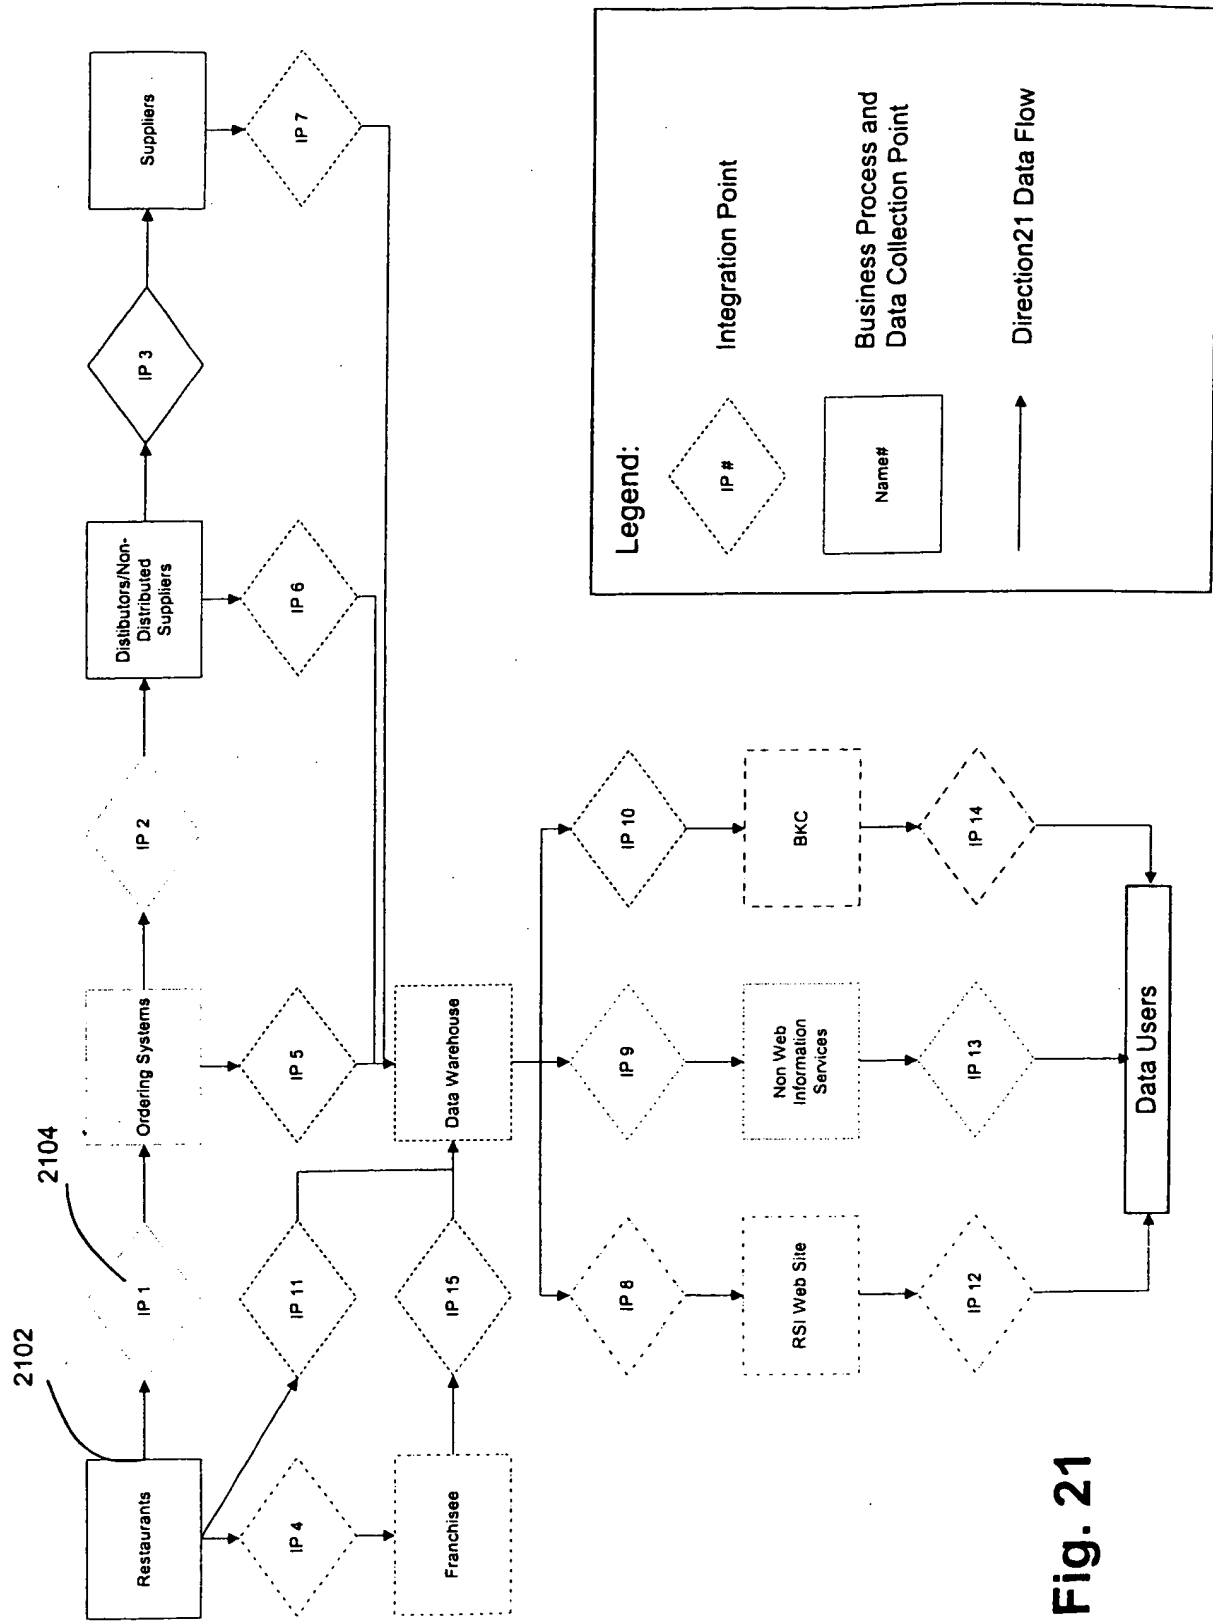 2102
2104
Restaurants
IP 1
Ordering Systems
IP 2
Distibutors/Non-
Distributed
Suppliers
IP 3
Suppliers
IP 4
IP 11
IP 5
IP 6
IP 7
Franchisee
IP 15
Data Warehouse
IP 8
IP 9
IP 10
RSI Web Site
Non Web
Information
Services
BKC
IP 12
IP 13
IP 14
Data Users
Legend:
IP #
Integration Point
Name#
Business Process and
Data Collection Point
Direction21 Data Flow
Fig. 21